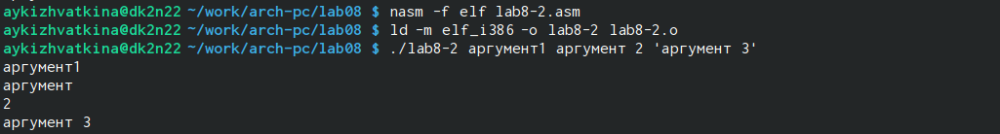 aykizhvatkina@dk2n22 ~/work/arch-pc/lab08 $ nasm -f elf lab8-2.asm
aykizhvatkina@dk2n22 ~/work/arch-pc/lab08 $ ld -m elf_i386 -o lab8-2 lab8-2.o
aykizhvatkina@dk2n22 ~/work/arch-pc/lab08 $ ./lab8-2 аргумент1 аргумент 2 'аргумент 3'
аргумент1
аргумент
2
аргумент 3